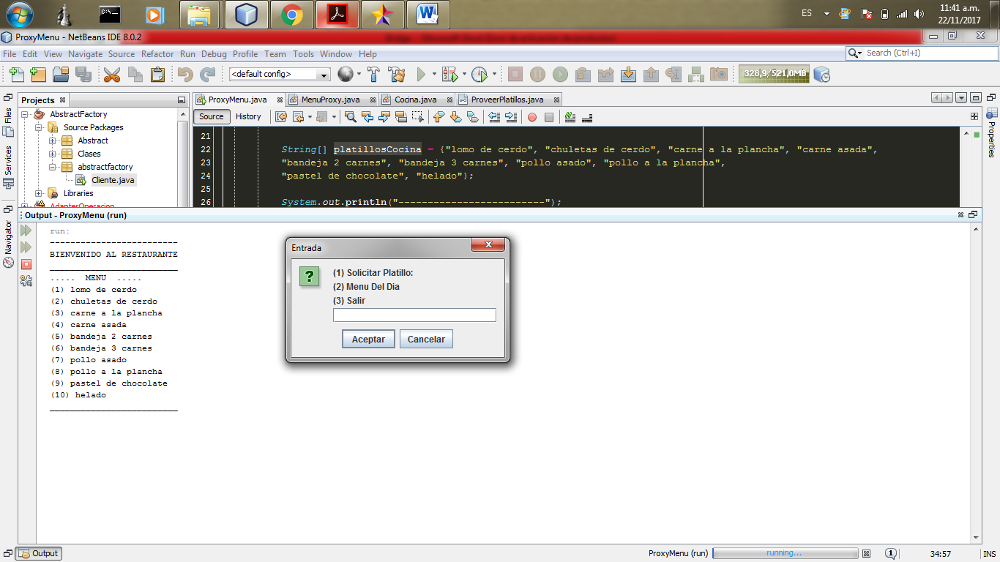 ES
11:41 a.m.
22/11/2017
ProxyMenu - NetBeans IDE 8.0.2
File Edit View Navigate Source Refactor Run Debug Profile Team Tools Window Help
Search (Ctrl+I)
<default config>
328,9/521,0MB
Projects
ProxyMenu.java
MenuProxy.java
Cocina.java
ProveerPlatillos.java
Files
Services
Navigator
Properties
AbstractFactory
Source Packages
Abstract
Clases
abstractfactory
Cliente.java
Libraries
AdapterOperacion
Source
History
21
22 String[] platillosCocina = {"lomo de cerdo", "chuletas de cerdo", "carne a la plancha", "carne asada",
23 "bandeja 2 carnes", "bandeja 3 carnes", "pollo asado", "pollo a la plancha",
24 "pastel de chocolate", "helado"};
25
26 System.out.println("-------------------------");
Output - ProxyMenu (run)
run:
-------------------------
BIENVENIDO AL RESTAURANTE
_________________________
..... MENU .....
(1) lomo de cerdo
(2) chuletas de cerdo
(3) carne a la plancha
(4) carne asada
(5) bandeja 2 carnes
(6) bandeja 3 carnes
(7) pollo asado
(8) pollo a la plancha
(9) pastel de chocolate
(10) helado
_________________________
Entrada
(1) Solicitar Platillo:
(2) Menu Del Dia
(3) Salir
Aceptar
Cancelar
Output
ProxyMenu (run)
running...
1
34:57
INS